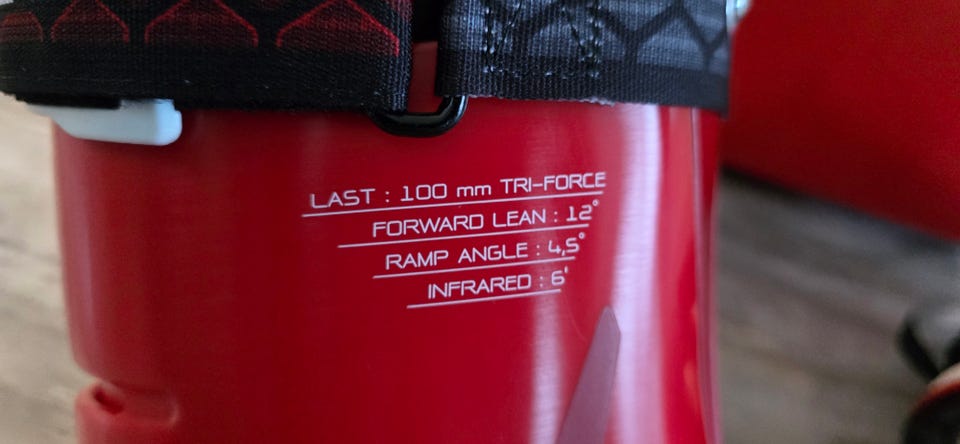 LAST : 100 mm TRI-FORCE
FORWARD LEAN : 12°
RAMP ANGLE : 4,5°
INFRARED : 6'